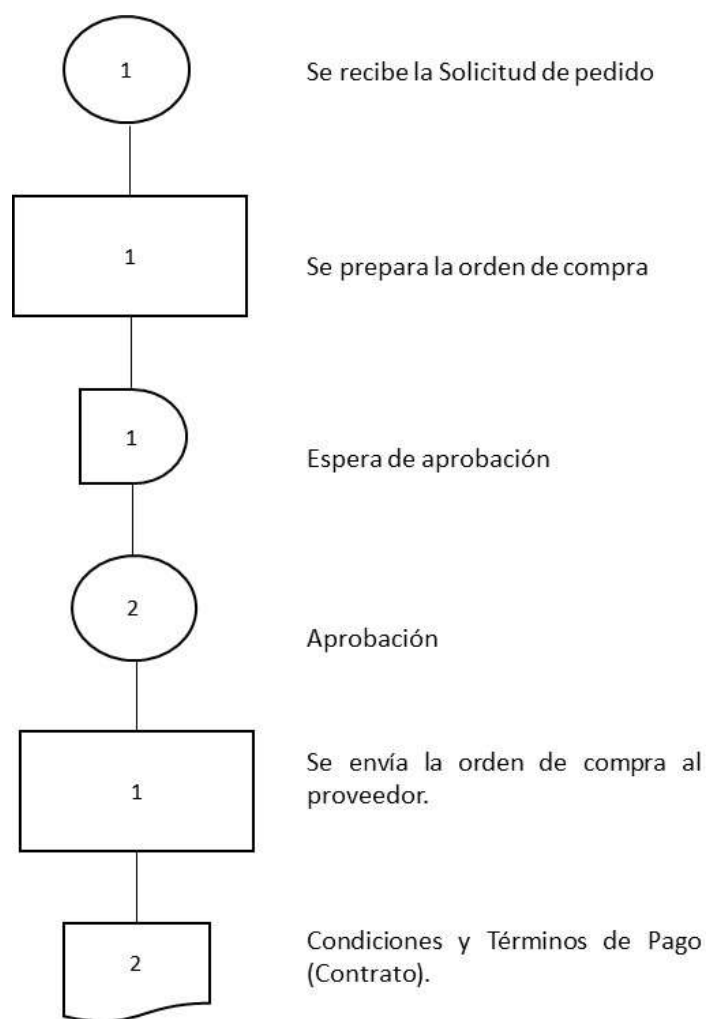 1
Se recibe la Solicitud de pedido
1
Se prepara la orden de compra
1
Espera de aprobación
2
Aprobación
1
Se envía la orden de compra al
proveedor.
2
Condiciones y Términos de Pago
(Contrato).